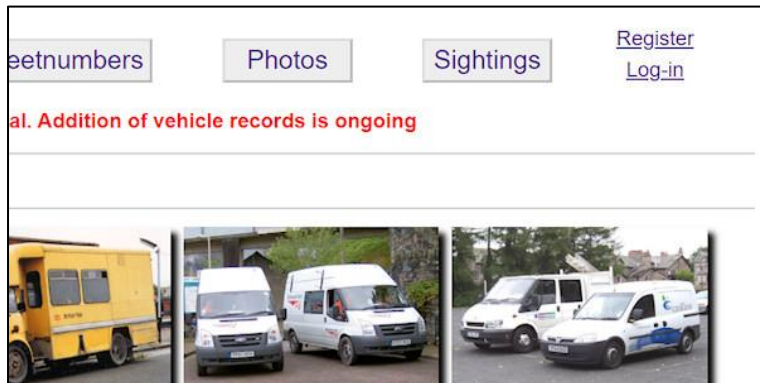 eetnumbers
Photos
Sightings
Register
Log-in
al. Addition of vehicle records is ongoing